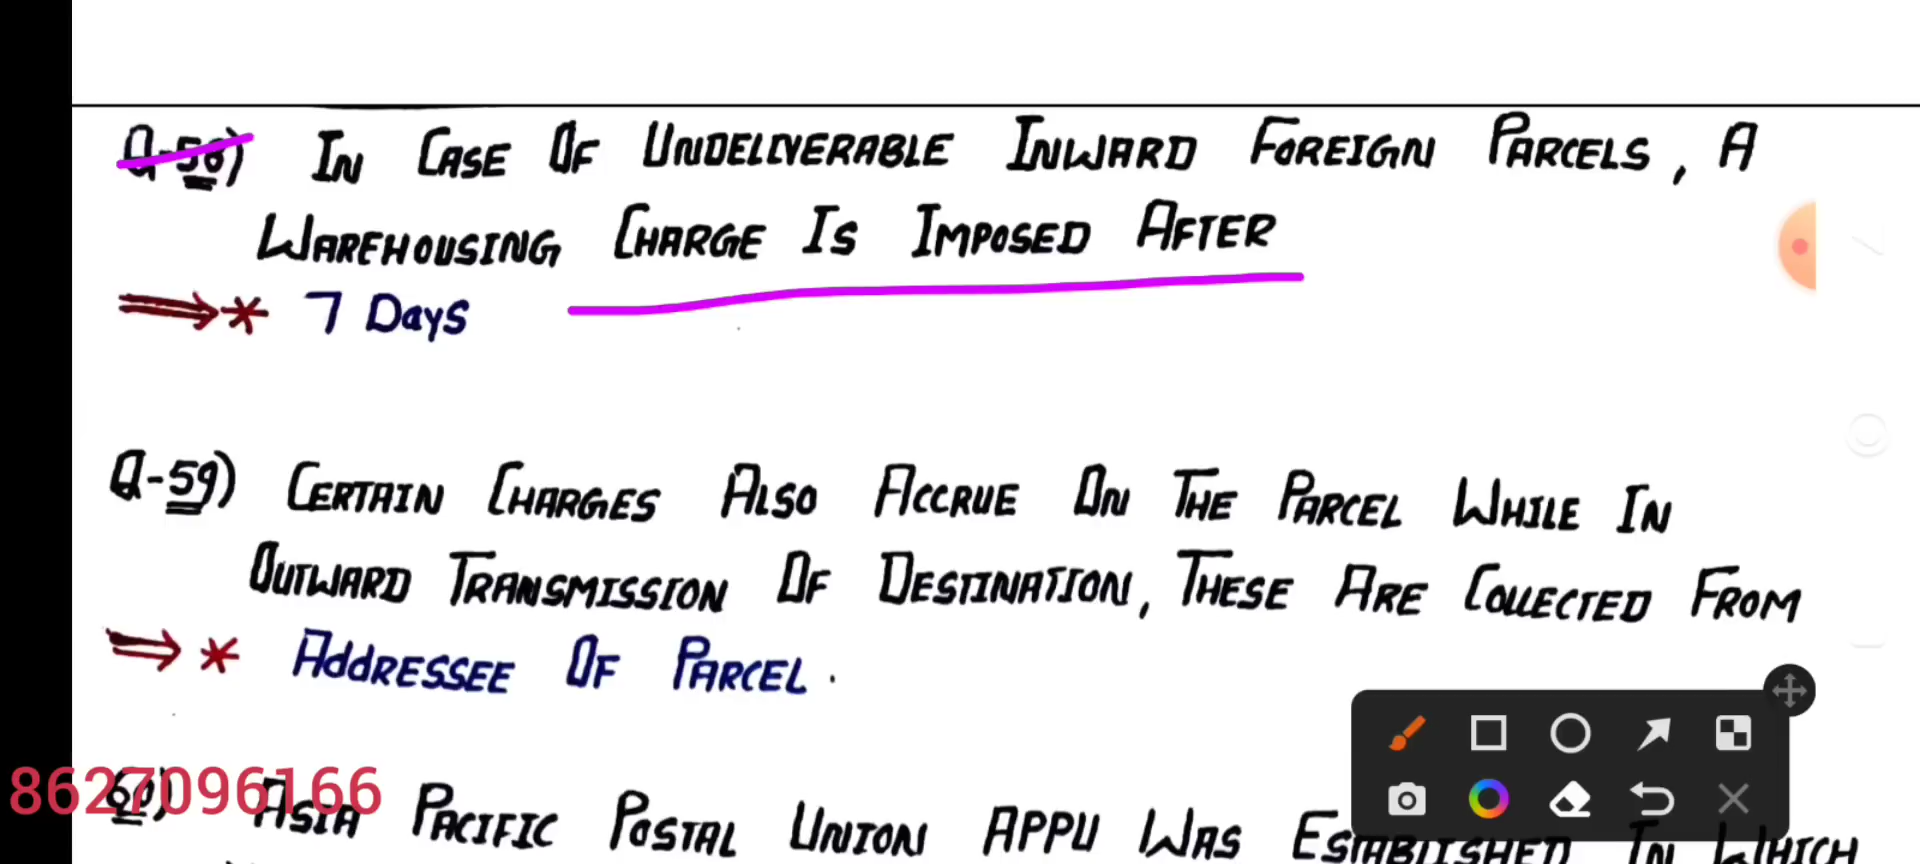 Q-58) IN CASE OF UNDELIVERABLE INWARD FOREIGN PARCELS, A
WAREHOUSING CHARGE IS IMPOSED AFTER
⟹* 7 Days
Q-59) CERTAIN CHARGES ALSO ACCRUE ON THE PARCEL WHILE IN
OUTWARD TRANSMISSION OF DESTINATION, THESE ARE COLLECTED FROM
⟹* ADDRESSEE OF PARCEL.
8627096166
60) ASIA PACIFIC POSTAL UNION APPU WAS ESTABLISHED IN WHICH